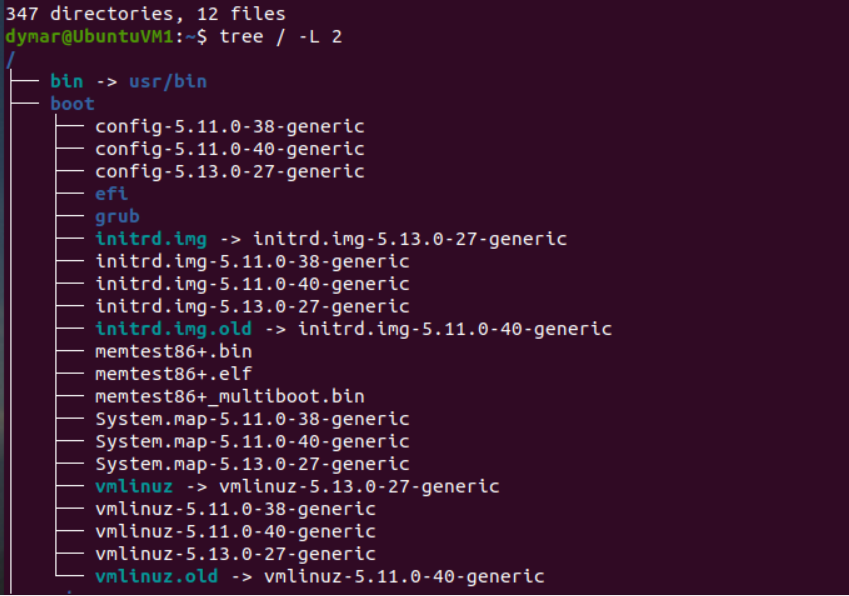 347 directories, 12 files
dymar@UbuntuVM1:~$ tree / -L 2
/
├── bin -> usr/bin
├── boot
│   ├── config-5.11.0-38-generic
│   ├── config-5.11.0-40-generic
│   ├── config-5.13.0-27-generic
│   ├── efi
│   ├── grub
│   ├── initrd.img -> initrd.img-5.13.0-27-generic
│   ├── initrd.img-5.11.0-38-generic
│   ├── initrd.img-5.11.0-40-generic
│   ├── initrd.img-5.13.0-27-generic
│   ├── initrd.img.old -> initrd.img-5.11.0-40-generic
│   ├── memtest86+.bin
│   ├── memtest86+.elf
│   ├── memtest86+_multiboot.bin
│   ├── System.map-5.11.0-38-generic
│   ├── System.map-5.11.0-40-generic
│   ├── System.map-5.13.0-27-generic
│   ├── vmlinuz -> vmlinuz-5.13.0-27-generic
│   ├── vmlinuz-5.11.0-38-generic
│   ├── vmlinuz-5.11.0-40-generic
│   ├── vmlinuz-5.13.0-27-generic
│   └── vmlinuz.old -> vmlinuz-5.11.0-40-generic